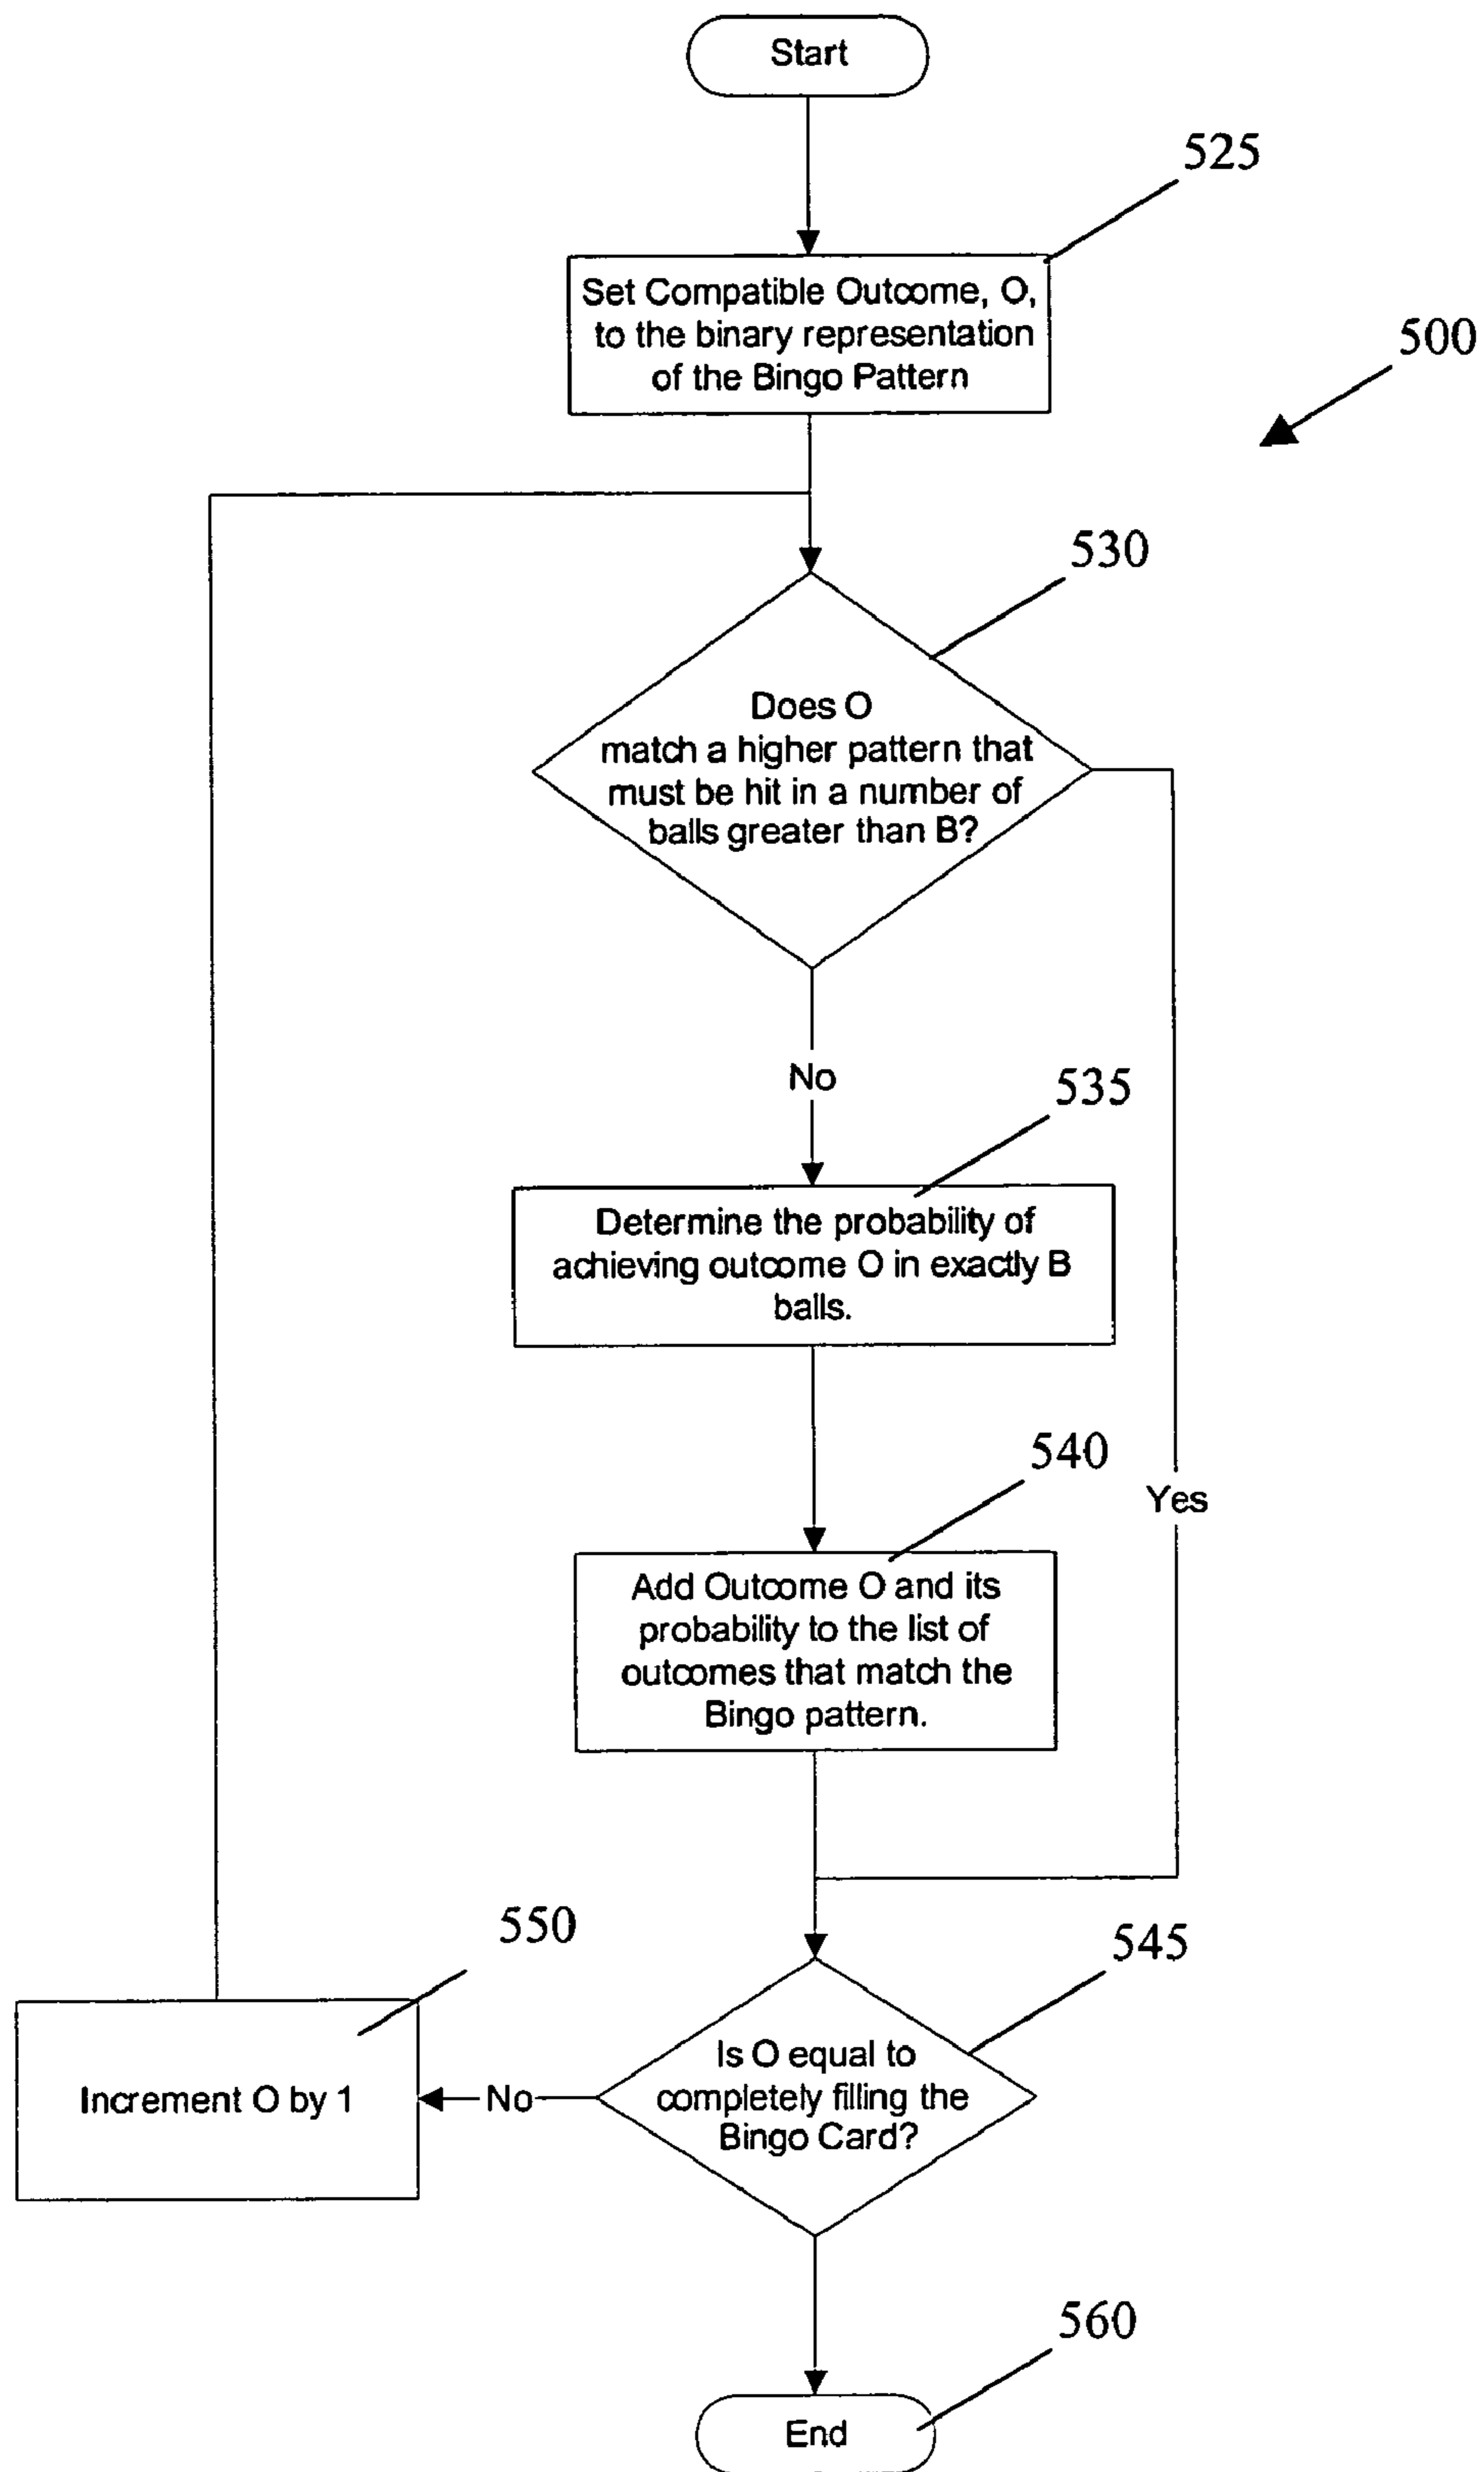 Start
525
Set Compatible Outcome, O,
to the binary representation
of the Bingo Pattern
500
530
Does O
match a higher pattern that
must be hit in a number of
balls greater than B?
No
535
Determine the probability of
achieving outcome O in exactly B
balls.
540
Yes
Add Outcome O and its
probability to the list of
outcomes that match the
Bingo pattern.
550
545
Is O equal to
completely filling the
Bingo Card?
No
Increment O by 1
560
End